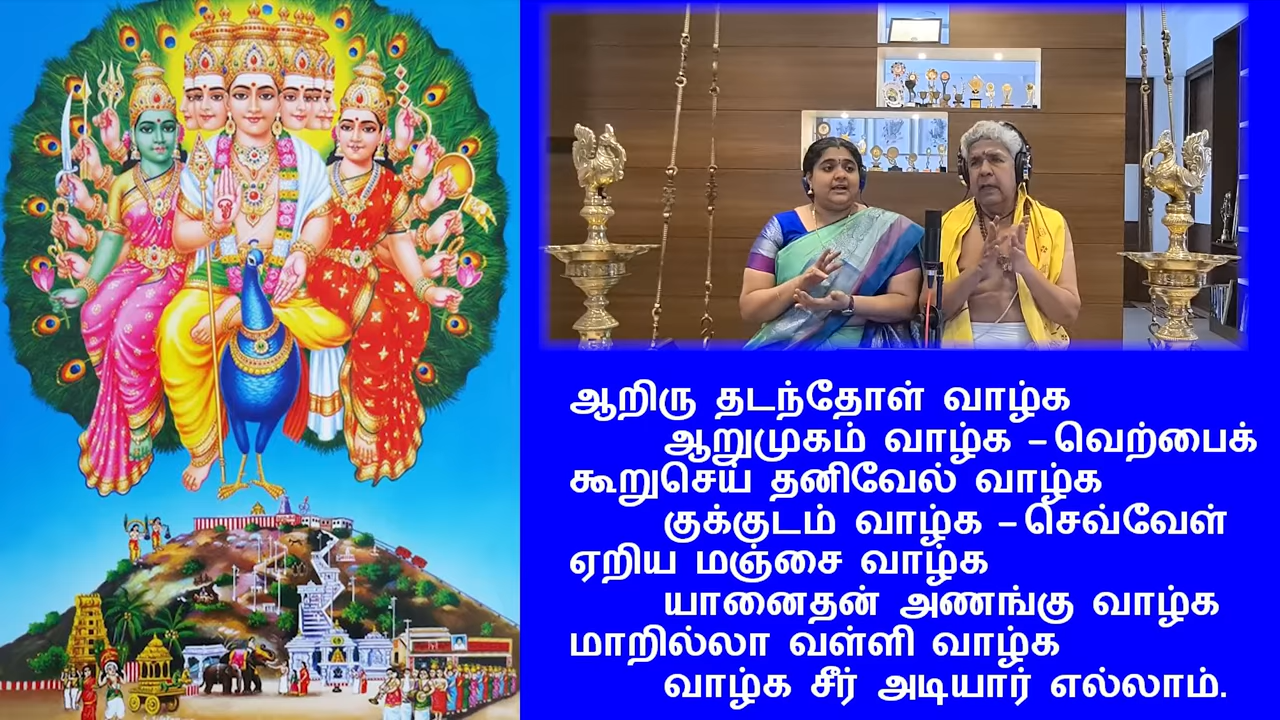 ஆறிரு தடந்தோள் வாழ்க
ஆறுமுகம் வாழ்க – வெற்பைக்
கூறுசெய் தனிவேல் வாழ்க
குக்குடம் வாழ்க – செவ்வேள்
ஏறிய மஞ்சை வாழ்க
யானைதன் அணங்கு வாழ்க
மாறில்லா வள்ளி வாழ்க
வாழ்க சீர் அடியார் எல்லாம்.